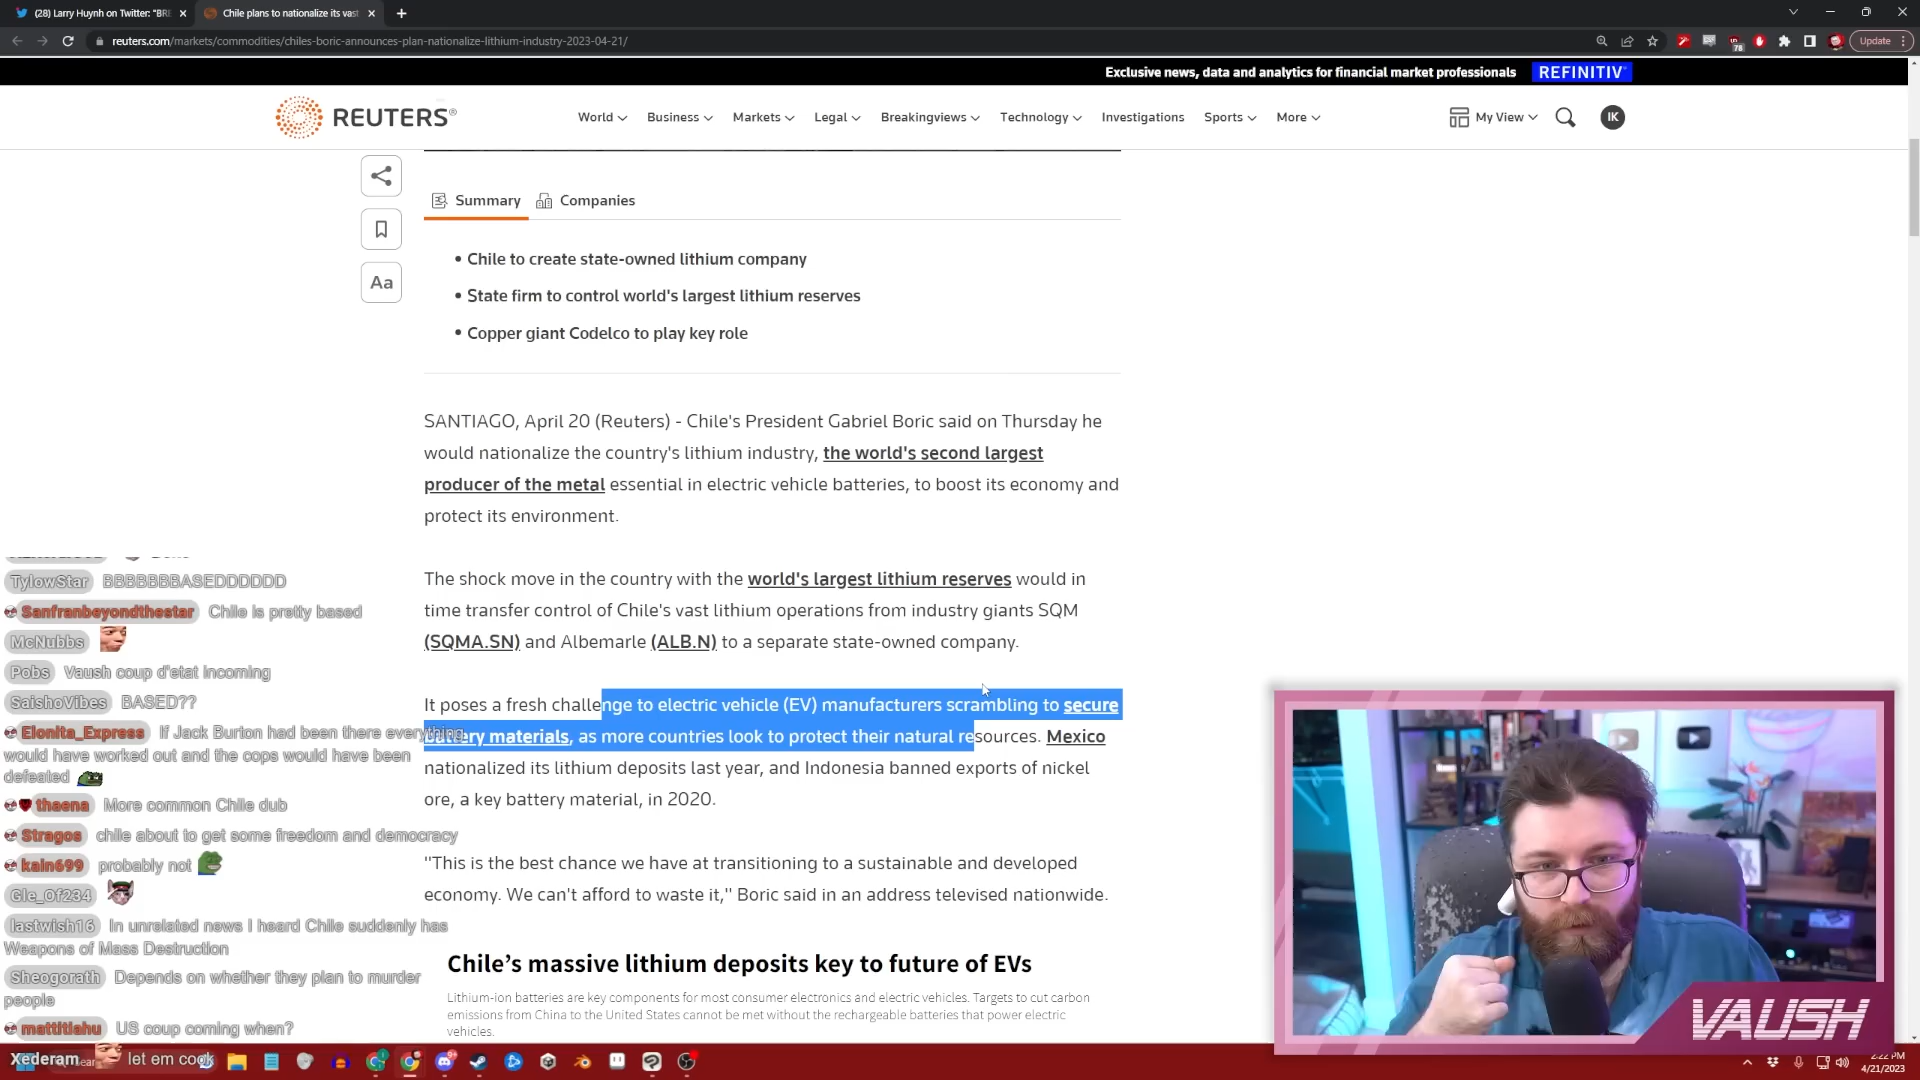 (28) Larry Huynh on Twitter: "BRE
Chile plans to nationalize its vast
reuters.com/markets/commodities/chiles-boric-announces-plan-nationalize-lithium-industry-2023-04-21/
78
Update
Exclusive news, data and analytics for financial market professionals
REFINITIV
REUTERS®
World
Business
Markets
Legal
Breakingviews
Technology
Investigations
Sports
More
My View
IK
Aa
Summary
Companies
• Chile to create state-owned lithium company
• State firm to control world's largest lithium reserves
• Copper giant Codelco to play key role
SANTIAGO, April 20 (Reuters) - Chile's President Gabriel Boric said on Thursday he
would nationalize the country's lithium industry, the world's second largest
producer of the metal essential in electric vehicle batteries, to boost its economy and
protect its environment.
The shock move in the country with the world's largest lithium reserves would in
time transfer control of Chile's vast lithium operations from industry giants SQM
(SQMA.SN) and Albemarle (ALB.N) to a separate state-owned company.
It poses a fresh challenge to electric vehicle (EV) manufacturers scrambling to secure
battery materials, as more countries look to protect their natural resources. Mexico
nationalized its lithium deposits last year, and Indonesia banned exports of nickel
ore, a key battery material, in 2020.
"This is the best chance we have at transitioning to a sustainable and developed
economy. We can't afford to waste it," Boric said in an address televised nationwide.
Chile's massive lithium deposits key to future of EVs
Lithium-ion batteries are key components for most consumer electronics and electric vehicles. Targets to cut carbon
emissions from China to the United States cannot be met without the rechargeable batteries that power electric
vehicles.
TylowStar BBBBBBBASEDDDDDD
Sanfranbeyondthestar Chile is pretty based
McNubbs
Pobs Vaush coup d'etat incoming
SaishoVibes BASED??
Elonita_Express If Jack Burton had been there everything
would have worked out and the cops would have been
defeated
thaena More common Chile dub
Stragos chile about to get some freedom and democracy
kain699 probably not
Gle_Of234
lastwish16 In unrelated news I heard Chile suddenly has
Weapons of Mass Destruction
Sheogorath Depends on whether they plan to murder
people
mattitiahu US coup coming when?
Xederam let em cook
VAUSH
2:22 PM
4/21/2023